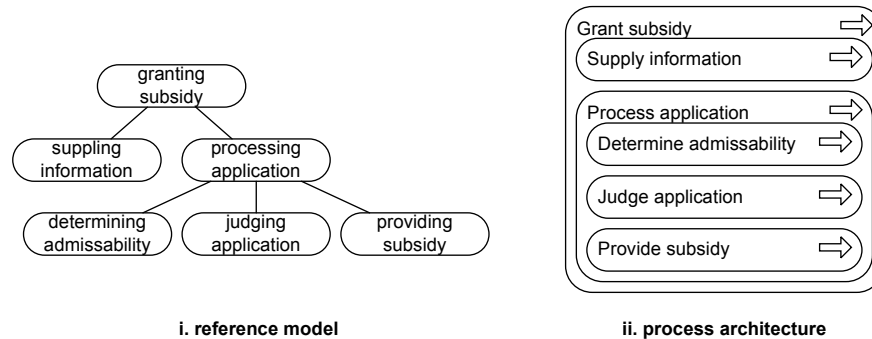 granting
subsidy
suppling
information
processing
application
determining
admissability
judging
application
providing
subsidy
i. reference model
Grant subsidy
Supply information
Process application
Determine admissability
Judge application
Provide subsidy
ii. process architecture